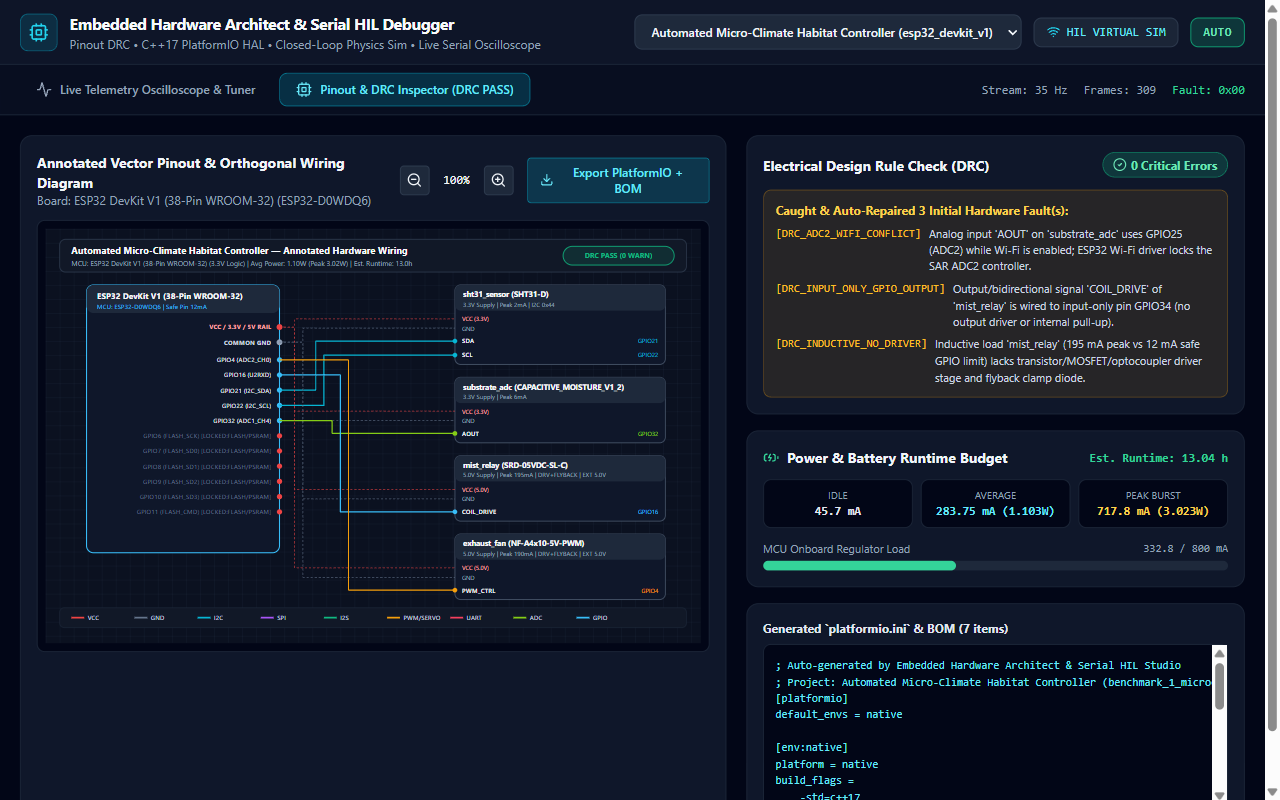 Embedded Hardware Architect & Serial HIL Debugger
Pinout DRC • C++17 PlatformIO HAL • Closed-Loop Physics Sim • Live Serial Oscilloscope
Automated Micro-Climate Habitat Controller (esp32_devkit_v1)
HIL VIRTUAL SIM
AUTO
Live Telemetry Oscilloscope & Tuner
Pinout & DRC Inspector (DRC PASS)
Stream: 35 Hz
Frames: 309
Fault: 0x00
Annotated Vector Pinout & Orthogonal Wiring
Diagram
Board: ESP32 DevKit V1 (38-Pin WROOM-32) (ESP32-D0WDQ6)
100%
Export PlatformIO +
BOM
Automated Micro-Climate Habitat Controller — Annotated Hardware Wiring
MCU: ESP32 DevKit V1 (38-Pin WROOM-32) (3.3V Logic) | Avg Power: 1.10W (Peak 3.02W) | Est. Runtime: 13.0h
DRC PASS (0 WARN)
ESP32 DevKit V1 (38-Pin WROOM-32)
MCU: ESP32-D0WDQ6 | Safe Pin 12mA
VCC / 3.3V / 5V RAIL
COMMON GND
GPIO4 (ADC2_CH0)
GPIO16 (U2RXD)
GPIO21 (I2C_SDA)
GPIO22 (I2C_SCL)
GPIO32 (ADC1_CH4)
GPIO6 (FLASH_SCK) [LOCKED:FLASH/PSRAM]
GPIO7 (FLASH_SD0) [LOCKED:FLASH/PSRAM]
GPIO8 (FLASH_SD1) [LOCKED:FLASH/PSRAM]
GPIO9 (FLASH_SD2) [LOCKED:FLASH/PSRAM]
GPIO10 (FLASH_SD3) [LOCKED:FLASH/PSRAM]
GPIO11 (FLASH_CMD) [LOCKED:FLASH/PSRAM]
sht31_sensor (SHT31-D)
3.3V Supply | Peak 2mA | I2C 0x44
VCC (3.3V)
GND
SDA GPIO21
SCL GPIO22
substrate_adc (CAPACITIVE_MOISTURE_V1_2)
3.3V Supply | Peak 6mA
VCC (3.3V)
GND
AOUT GPIO32
mist_relay (SRD-05VDC-SL-C)
5.0V Supply | Peak 195mA | DRV+FLYBACK | EXT 5.0V
VCC (5.0V)
GND
COIL_DRIVE GPIO16
exhaust_fan (NF-A4x10-5V-PWM)
5.0V Supply | Peak 190mA | DRV+FLYBACK | EXT 5.0V
VCC (5.0V)
GND
PWM_CTRL GPIO4
VCC GND I2C SPI I2S PWM/SERVO UART ADC GPIO
Electrical Design Rule Check (DRC)
0 Critical Errors
Caught & Auto-Repaired 3 Initial Hardware Fault(s):
[DRC_ADC2_WIFI_CONFLICT] Analog input 'AOUT' on 'substrate_adc' uses GPIO25
(ADC2) while Wi-Fi is enabled; ESP32 Wi-Fi driver locks the
SAR ADC2 controller.
[DRC_INPUT_ONLY_GPIO_OUTPUT] Output/bidirectional signal 'COIL_DRIVE' of
'mist_relay' is wired to input-only pin GPIO34 (no
output driver or internal pull-up).
[DRC_INDUCTIVE_NO_DRIVER] Inductive load 'mist_relay' (195 mA peak vs 12 mA safe
GPIO limit) lacks transistor/MOSFET/optocoupler driver
stage and flyback clamp diode.
Power & Battery Runtime Budget
Est. Runtime: 13.04 h
IDLE
45.7 mA
AVERAGE
283.75 mA (1.103W)
PEAK BURST
717.8 mA (3.023W)
MCU Onboard Regulator Load
332.8 / 800 mA
Generated `platformio.ini` & BOM (7 items)
; Auto-generated by Embedded Hardware Architect & Serial HIL Studio
; Project: Automated Micro-Climate Habitat Controller (benchmark_1_micro
[platformio]
default_envs = native
[env:native]
platform = native
build_flags =
-std=c++17